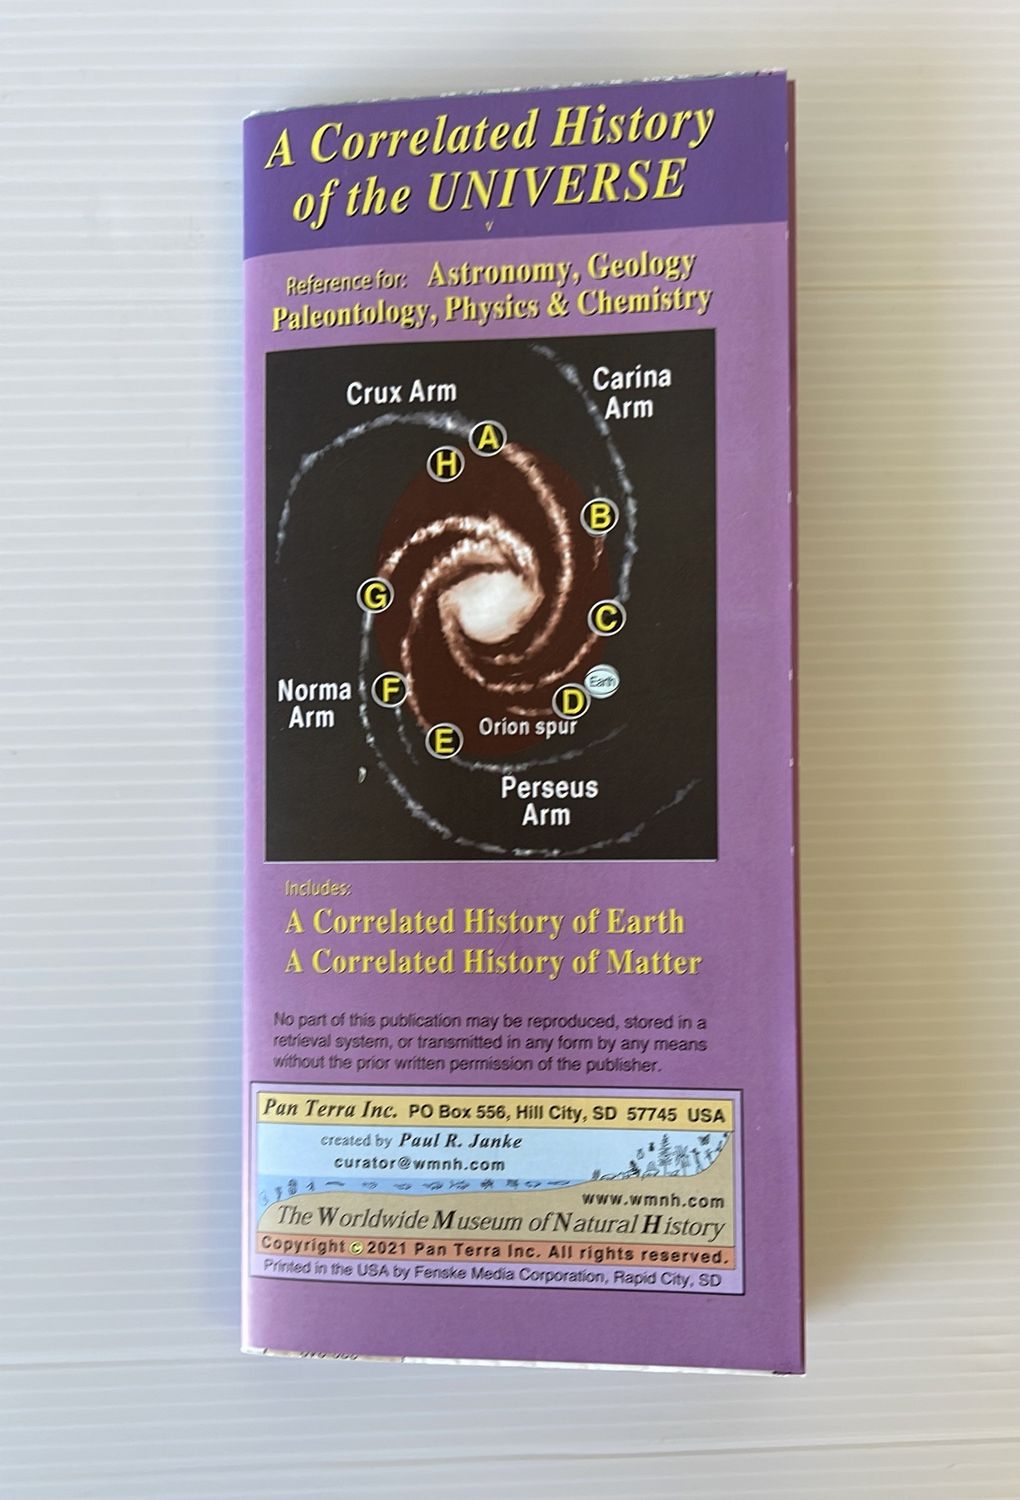 A Correlated History
of the UNIVERSE
Reference for: Astronomy, Geology
Paleontology, Physics & Chemistry
Crux Arm
Carina
Arm
A
H
B
G
C
Earth
Norma
Arm
F
D
Orion spur
E
Perseus
Arm
Includes:
A Correlated History of Earth
A Correlated History of Matter
No part of this publication may be reproduced, stored in a
retrieval system, or transmitted in any form by any means
without the prior written permission of the publisher.
Pan Terra Inc. PO Box 556, Hill City, SD 57745 USA
created by Paul R. Janke
curator@wmnh.com
www.wmnh.com
The Worldwide Museum of Natural History
Copyright © 2021 Pan Terra Inc. All rights reserved.
Printed in the USA by Fenske Media Corporation, Rapid City, SD